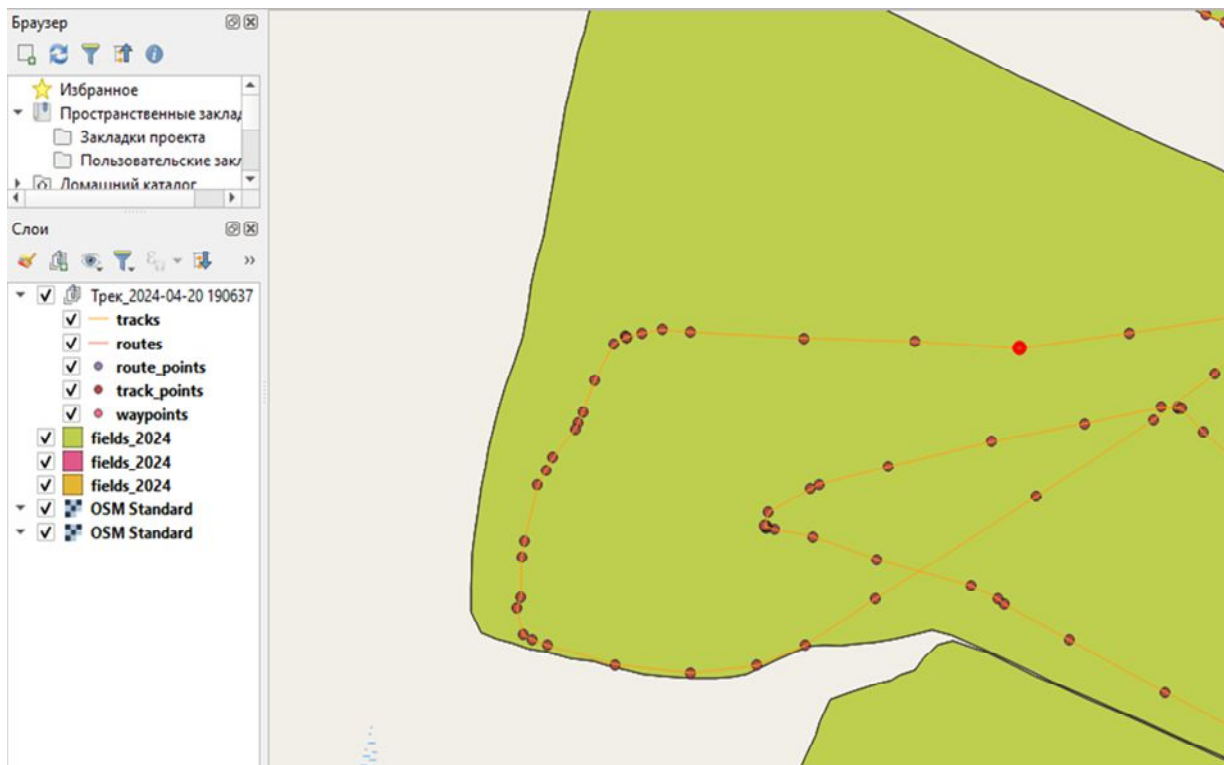 Браузер
Избранное
Пространственные заклад
Закладки проекта
Пользовательские закл
Домашний каталог
Слои
»
Трек_2024-04-20 190637
tracks
routes
route_points
track_points
waypoints
fields_2024
fields_2024
fields_2024
OSM Standard
OSM Standard